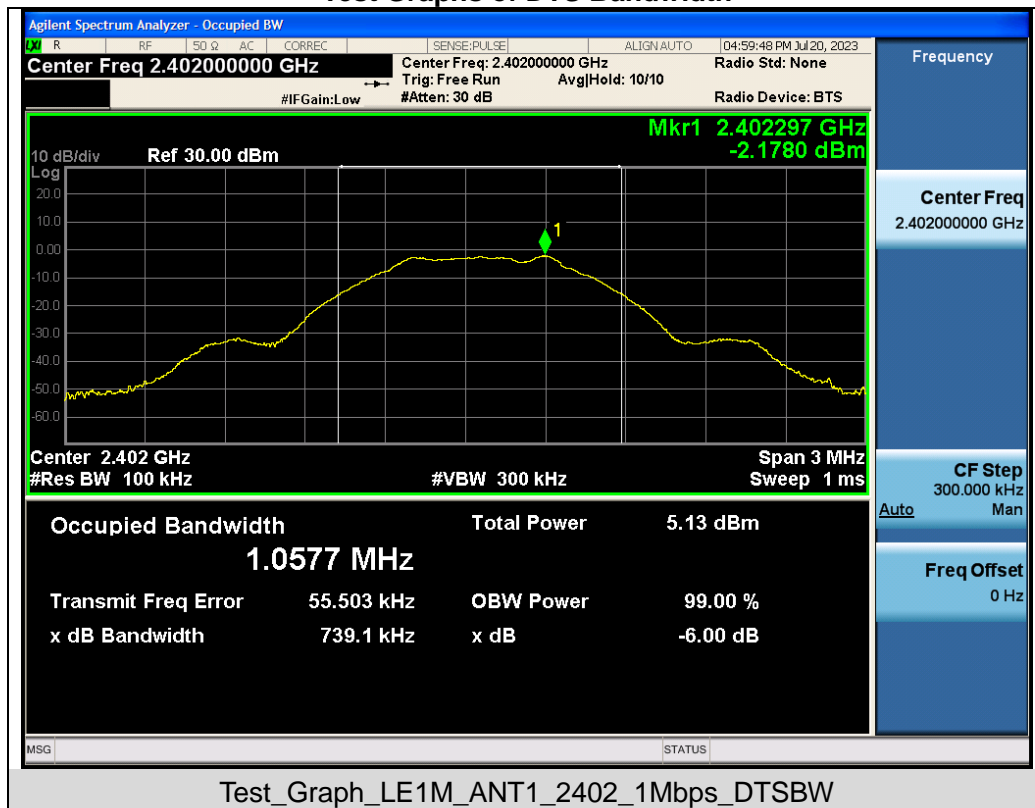 Test Graphs of DTS Bandwidth
Agilent Spectrum Analyzer - Occupied BW
LXI R RF 50 Ω AC CORREC SENSE:PULSE ALIGN AUTO 04:59:48 PM Jul 20, 2023
Center Freq 2.402000000 GHz
Center Freq: 2.402000000 GHz
Radio Std: None
Trig: Free Run Avg|Hold: 10/10
#IFGain:Low
#Atten: 30 dB
Radio Device: BTS
Mkr1 2.402297 GHz
-2.1780 dBm
10 dB/div Ref 30.00 dBm
Log
20.0
10.0
0.00
-10.0
-20.0
-30.0
-40.0
-50.0
-60.0
1
Center 2.402 GHz Span 3 MHz
#Res BW 100 kHz #VBW 300 kHz Sweep 1 ms
Occupied Bandwidth Total Power 5.13 dBm
1.0577 MHz
Transmit Freq Error 55.503 kHz OBW Power 99.00 %
x dB Bandwidth 739.1 kHz x dB -6.00 dB
MSG STATUS
Frequency
Center Freq
2.402000000 GHz
CF Step
300.000 kHz
Auto Man
Freq Offset
0 Hz
Test_Graph_LE1M_ANT1_2402_1Mbps_DTSBW